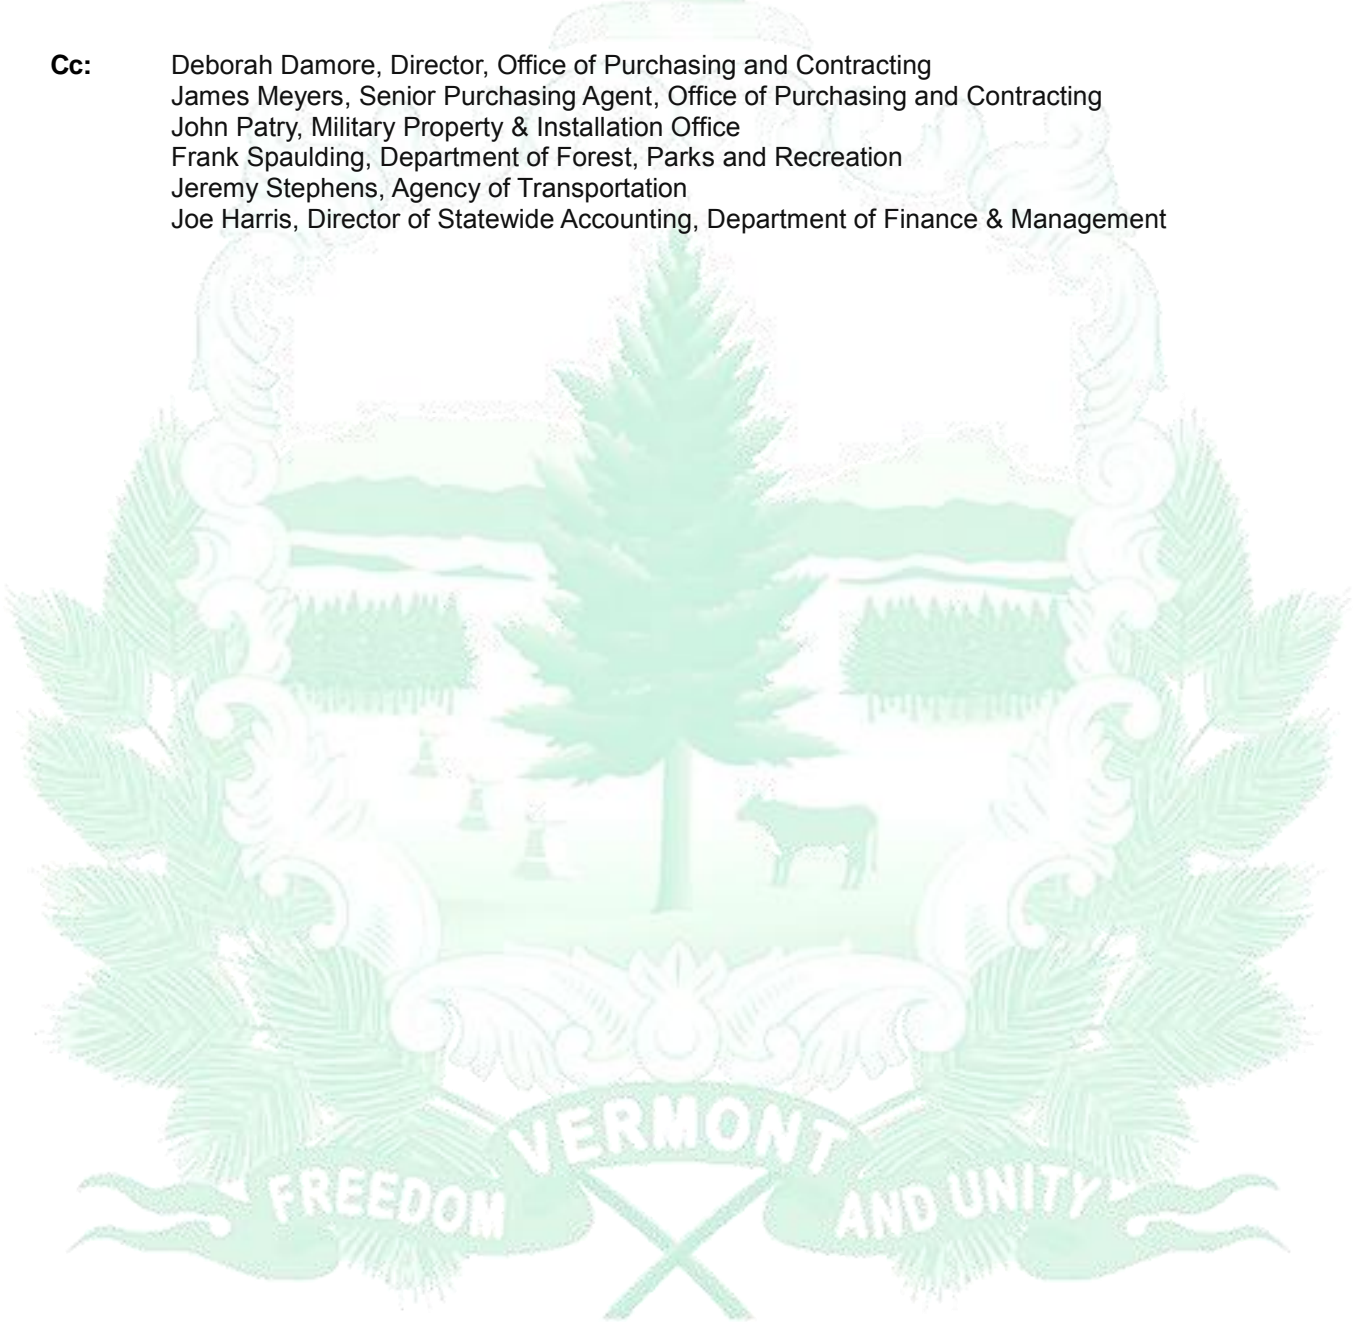 Cc: Deborah Damore, Director, Office of Purchasing and Contracting
James Meyers, Senior Purchasing Agent, Office of Purchasing and Contracting
John Patry, Military Property & Installation Office
Frank Spaulding, Department of Forest, Parks and Recreation
Jeremy Stephens, Agency of Transportation
Joe Harris, Director of Statewide Accounting, Department of Finance & Management
VERMONT
FREEDOM AND UNITY